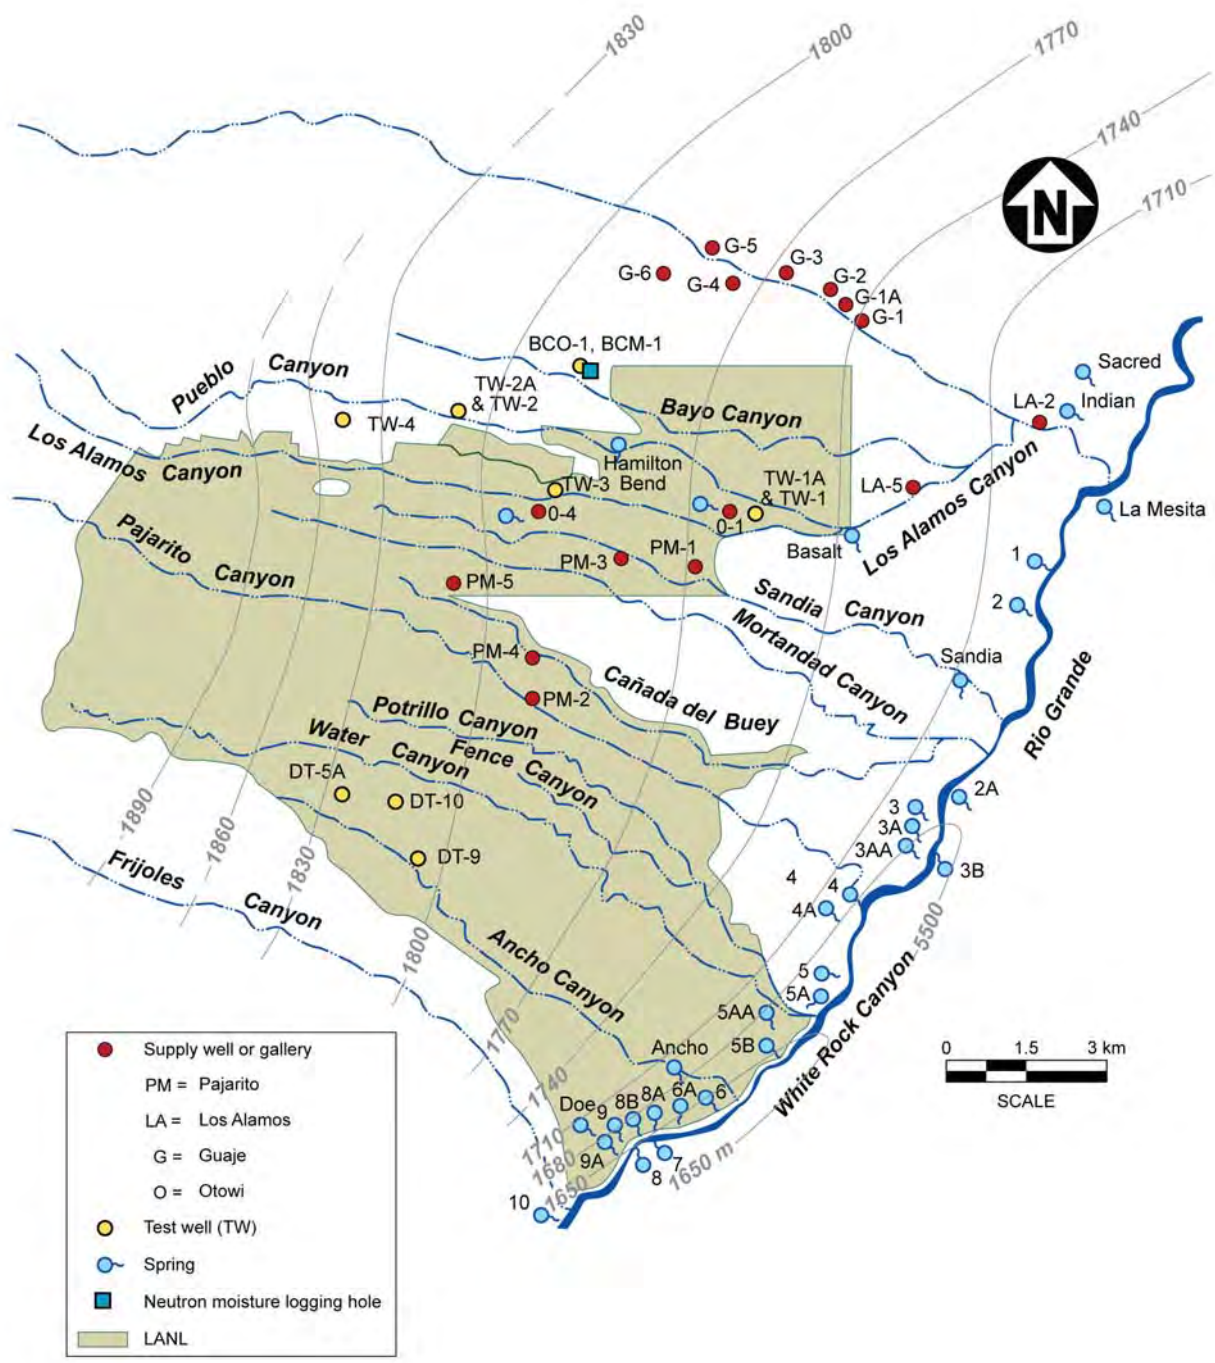 1830
1800
1770
1740
1710
N
G-5
G-3
G-6
G-4
G-2
G-1A
G-1
BCO-1, BCM-1
Sacred
Pueblo Canyon
TW-2A
& TW-2
Indian
LA-2
Bayo Canyon
TW-4
Los Alamos Canyon
Hamilton
Bend
TW-1A
& TW-1
TW-3
LA-5
Los Alamos Canyon
La Mesita
0-4
0-1
Basalt
Pajarito Canyon
PM-3
PM-1
1
PM-5
2
Sandia Canyon
Mortandad Canyon
PM-4
Sandia
Cañada del Buey
PM-2
Rio Grande
Potrillo Canyon
Water Canyon
Fence Canyon
DT-5A
DT-10
2A
3
3A
3AA
3B
DT-9
1890
1860
1830
Frijoles Canyon
4
4
4A
5500
1800
Ancho Canyon
5
5A
White Rock Canyon
5AA
5B
1770
Ancho
1740
Doe
9
8B
8A
6A
6
1710
1680
9A
1650
8
7
1650 m
10
0 1.5 3 km
SCALE
Supply well or gallery
PM = Pajarito
LA = Los Alamos
G = Guaje
O = Otowi
Test well (TW)
Spring
Neutron moisture logging hole
LANL